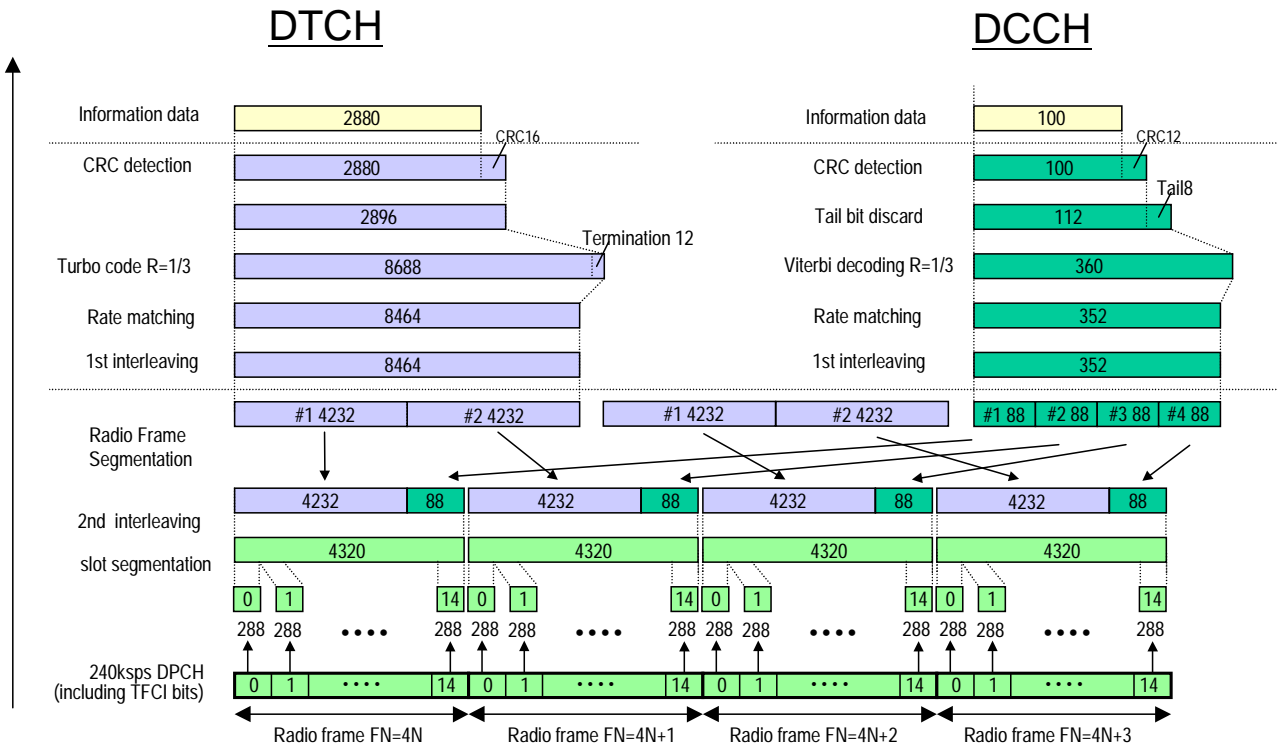 DTCH
DCCH
Information data
2880
Information data
100
CRC16
CRC12
CRC detection
2880
CRC detection
100
Tail8
2896
Tail bit discard
112
Termination 12
Turbo code R=1/3
8688
Viterbi decoding R=1/3
360
Rate matching
8464
Rate matching
352
1st interleaving
8464
1st interleaving
352
#1 4232 #2 4232 #1 4232 #2 4232 #1 88 #2 88 #3 88 #4 88
Radio Frame
Segmentation
4232 88 4232 88 4232 88 4232 88
2nd interleaving
4320 4320 4320 4320
slot segmentation
0 1 14 0 1 14 0 1 14 0 1 14
288 288 •••• 288 288 288 •••• 288 288 288 •••• 288 288 288 •••• 288
240ksps DPCH
(including TFCI bits)
0 1 •••• 14 0 1 •••• 14 0 1 •••• 14 0 1 •••• 14
Radio frame FN=4N Radio frame FN=4N+1 Radio frame FN=4N+2 Radio frame FN=4N+3